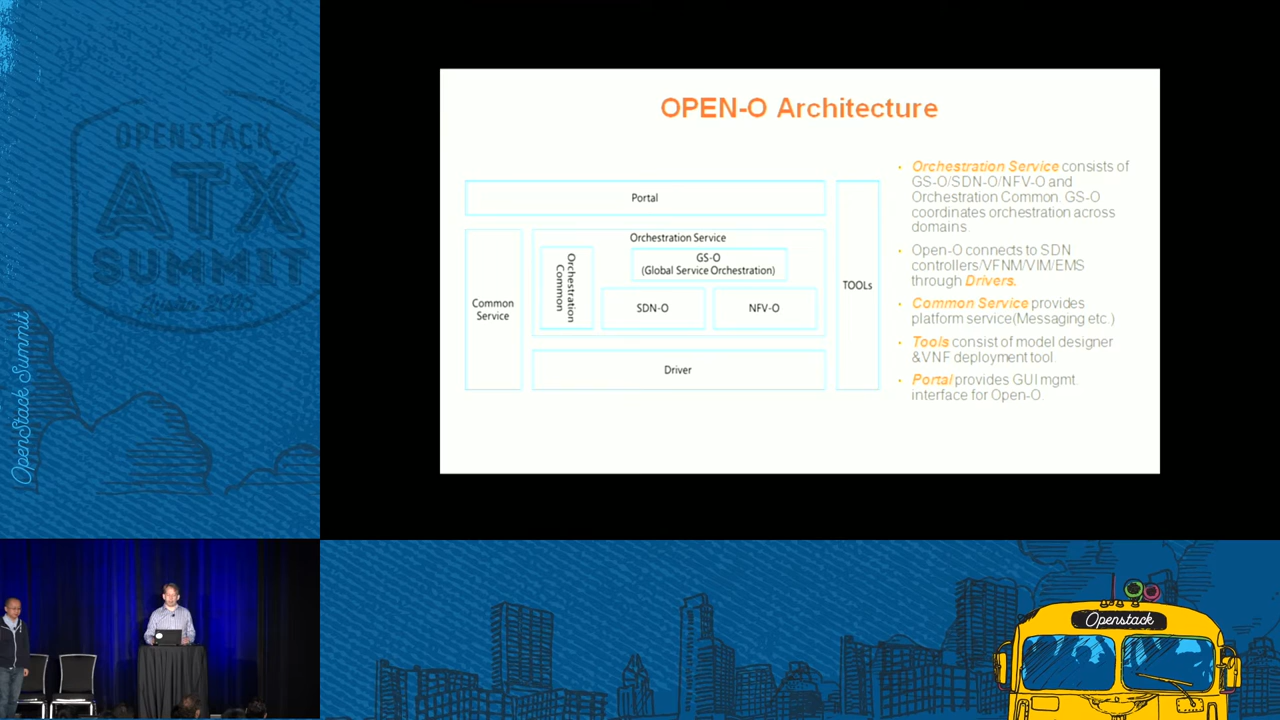 OPENSTACK
ATX
SUMMIT
OpenStack Summit
OPEN-O Architecture
Portal
Common
Service
Orchestration Service
Orchestration
Common
GS-O
(Global Service Orchestration)
SDN-O
NFV-O
Driver
TOOLs
• Orchestration Service consists of
GS-O/SDN-O/NFV-O and
Orchestration Common. GS-O
coordinates orchestration across
domains.
• Open-O connects to SDN
controllers/VFNM/VIM/EMS
through Drivers.
• Common Service provides
platform service(Messaging etc.)
• Tools consist of model designer
&VNF deployment tool.
• Portal provides GUI mgmt.
interface for Open-O.
Openstack